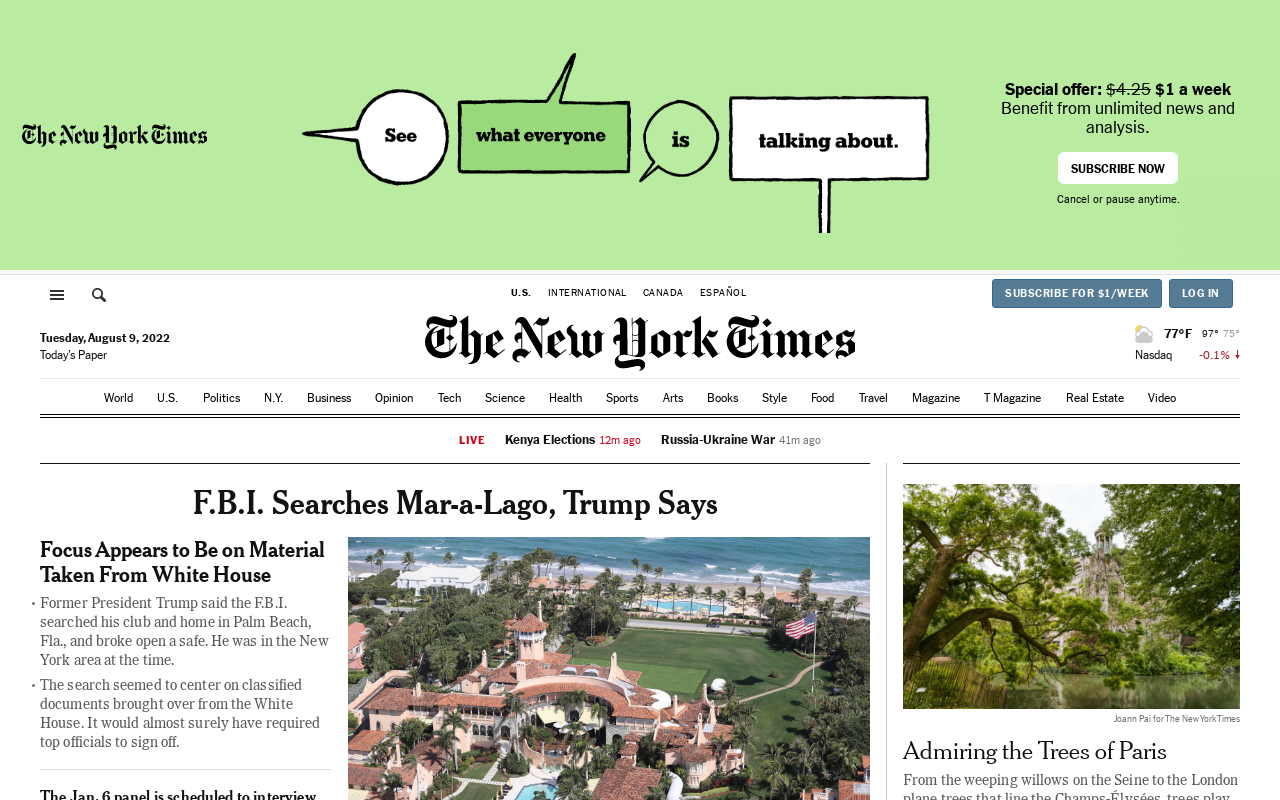 The New York Times
See
what everyone
is
talking about.
Special offer: $4.25 $1 a week
Benefit from unlimited news and
analysis.
SUBSCRIBE NOW
Cancel or pause anytime.
U.S. INTERNATIONAL CANADA ESPAÑOL
SUBSCRIBE FOR $1/WEEK LOG IN
The New York Times
Tuesday, August 9, 2022
Today's Paper
77°F 97° 75°
Nasdaq -0.1%
World U.S. Politics N.Y. Business Opinion Tech Science Health Sports Arts Books Style Food Travel Magazine T Magazine Real Estate Video
LIVE Kenya Elections 12m ago Russia-Ukraine War 41m ago
F.B.I. Searches Mar-a-Lago, Trump Says
Focus Appears to Be on Material
Taken From White House
• Former President Trump said the F.B.I.
searched his club and home in Palm Beach,
Fla., and broke open a safe. He was in the New
York area at the time.
• The search seemed to center on classified
documents brought over from the White
House. It would almost surely have required
top officials to sign off.
The Jan. 6 panel is scheduled to interview
Joann Pai for The New York Times
Admiring the Trees of Paris
From the weeping willows on the Seine to the London
plane trees that line the Champs-Élysées, trees play